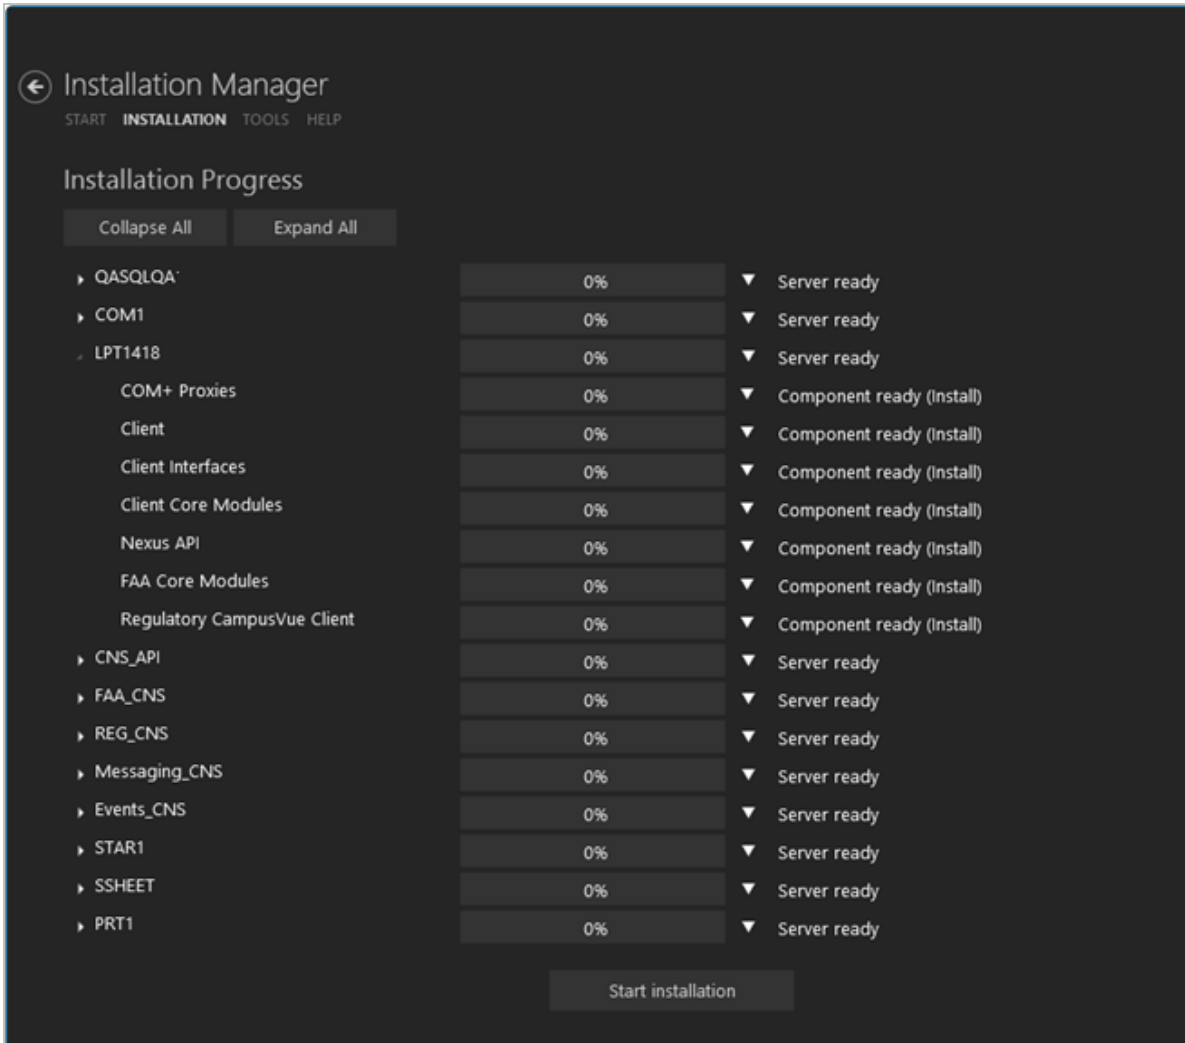 Installation Manager
START INSTALLATION TOOLS HELP
Installation Progress
Collapse All Expand All
QASQLQA 0% Server ready
COM1 0% Server ready
LPT1418 0% Server ready
COM+ Proxies 0% Component ready (Install)
Client 0% Component ready (Install)
Client Interfaces 0% Component ready (Install)
Client Core Modules 0% Component ready (Install)
Nexus API 0% Component ready (Install)
FAA Core Modules 0% Component ready (Install)
Regulatory CampusVue Client 0% Component ready (Install)
CNS_API 0% Server ready
FAA_CNS 0% Server ready
REG_CNS 0% Server ready
Messaging_CNS 0% Server ready
Events_CNS 0% Server ready
STAR1 0% Server ready
SSHEET 0% Server ready
PRT1 0% Server ready
Start installation